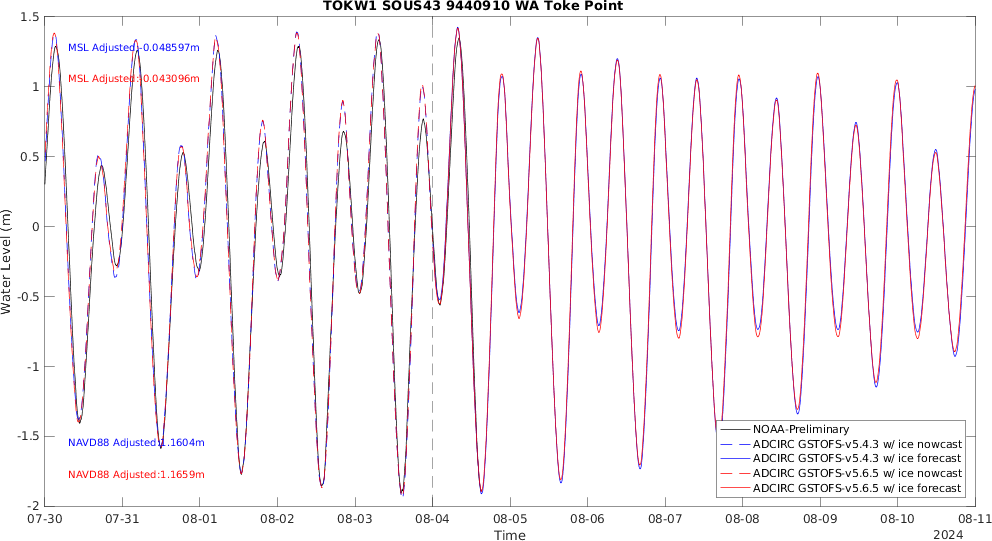 TOKW1 SOUS43 9440910 WA Toke Point
1.5
1
0.5
0
-0.5
-1
-1.5
-2
Water Level (m)
MSL Adjusted:-0.048597m
MSL Adjusted:-0.043096m
NAVD88 Adjusted:1.1604m
NAVD88 Adjusted:1.1659m
NOAA-Preliminary
ADCIRC GSTOFS-v5.4.3 w/ ice nowcast
ADCIRC GSTOFS-v5.4.3 w/ ice forecast
ADCIRC GSTOFS-v5.6.5 w/ ice nowcast
ADCIRC GSTOFS-v5.6.5 w/ ice forecast
07-30 07-31 08-01 08-02 08-03 08-04 08-05 08-06 08-07 08-08 08-09 08-10 08-11
Time
2024